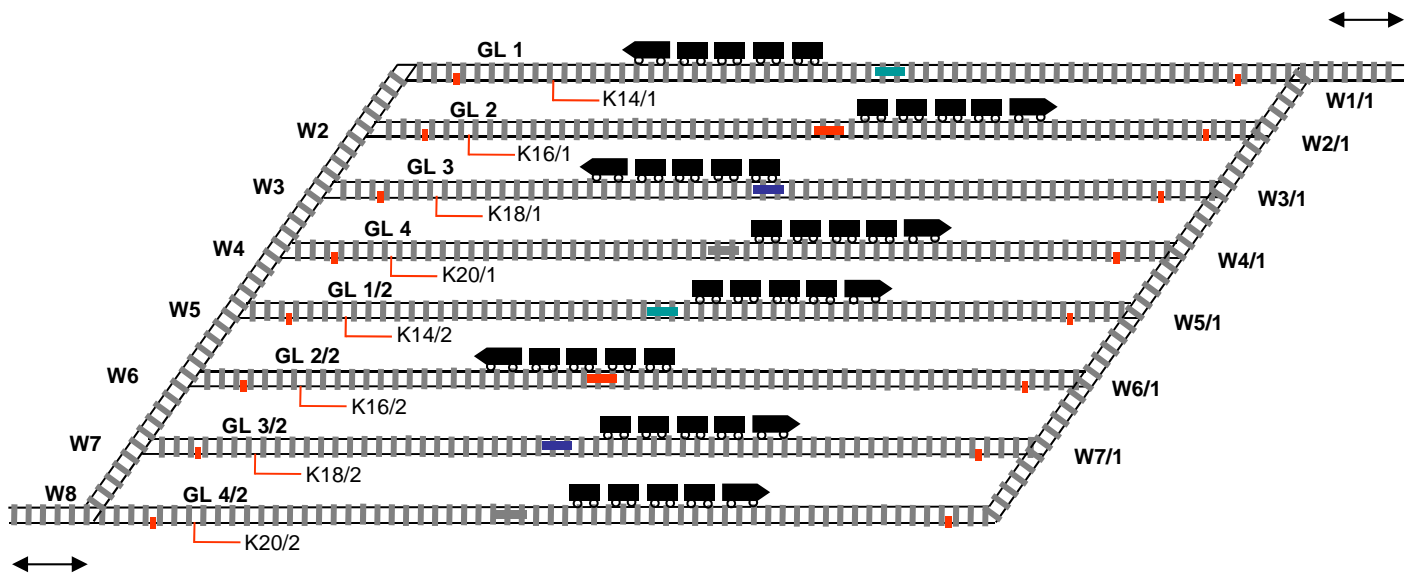 GL 1
K14/1
W1/1
W2
GL 2
K16/1
W2/1
W3
GL 3
K18/1
W3/1
W4
GL 4
K20/1
W4/1
W5
GL 1/2
K14/2
W5/1
W6
GL 2/2
K16/2
W6/1
W7
GL 3/2
K18/2
W7/1
W8
GL 4/2
K20/2